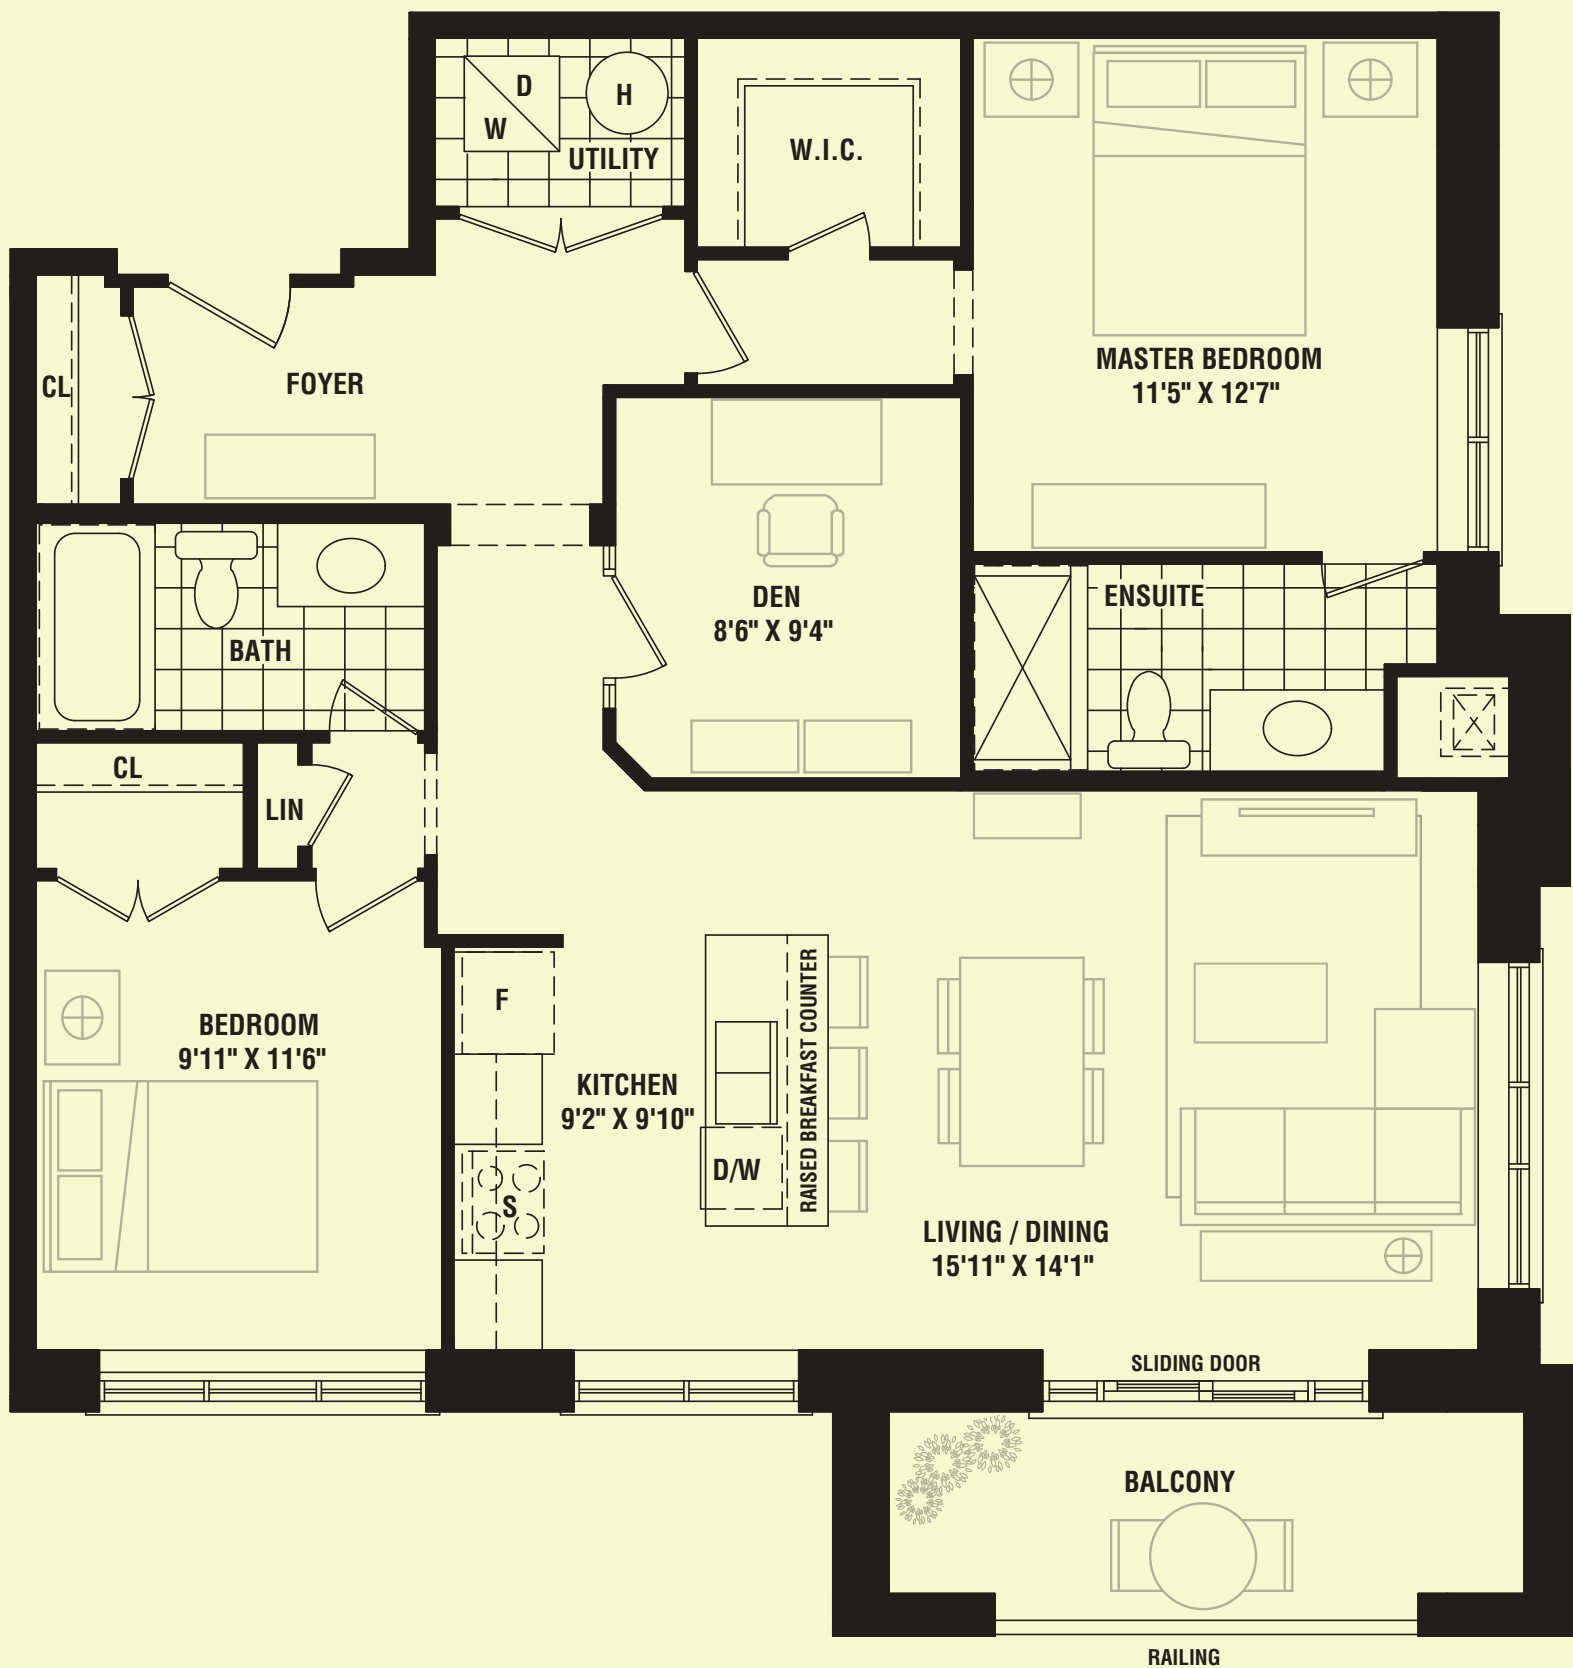 D
H
W
UTILITY
W.I.C.
MASTER BEDROOM
11'5" X 12'7"
CL
FOYER
DEN
8'6" X 9'4"
ENSUITE
BATH
CL
LIN
F
BEDROOM
9'11" X 11'6"
KITCHEN
9'2" X 9'10"
RAISED BREAKFAST COUNTER
D/W
S
LIVING / DINING
15'11" X 14'1"
SLIDING DOOR
BALCONY
RAILING